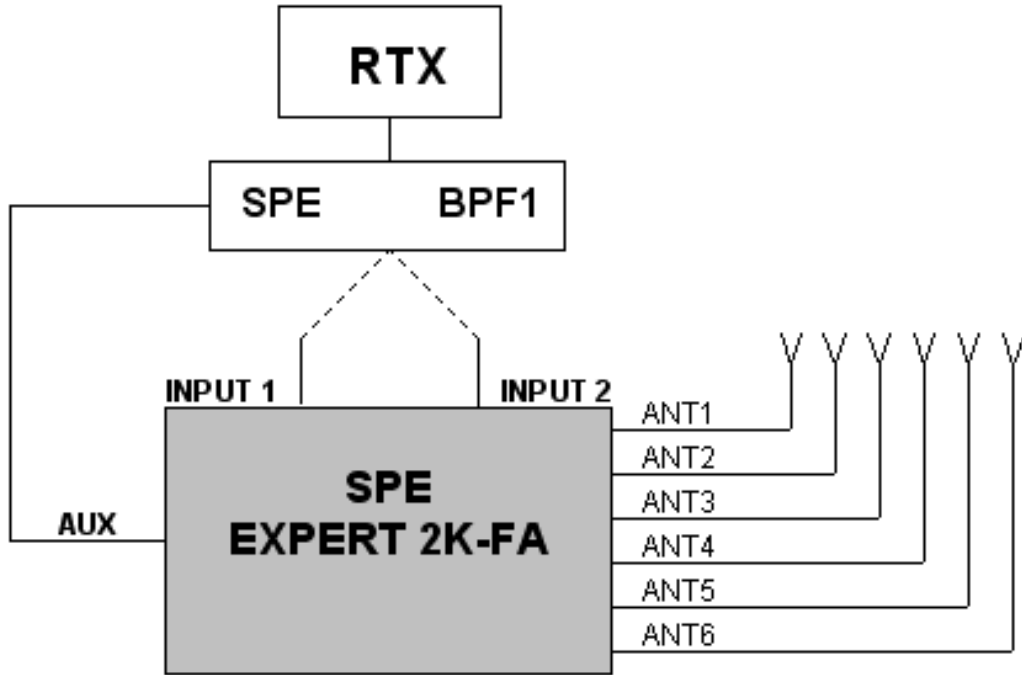 RTX
SPE BPF1
INPUT 1 INPUT 2
ANT1
ANT2
SPE
ANT3
AUX
EXPERT 2K-FA
ANT4
ANT5
ANT6